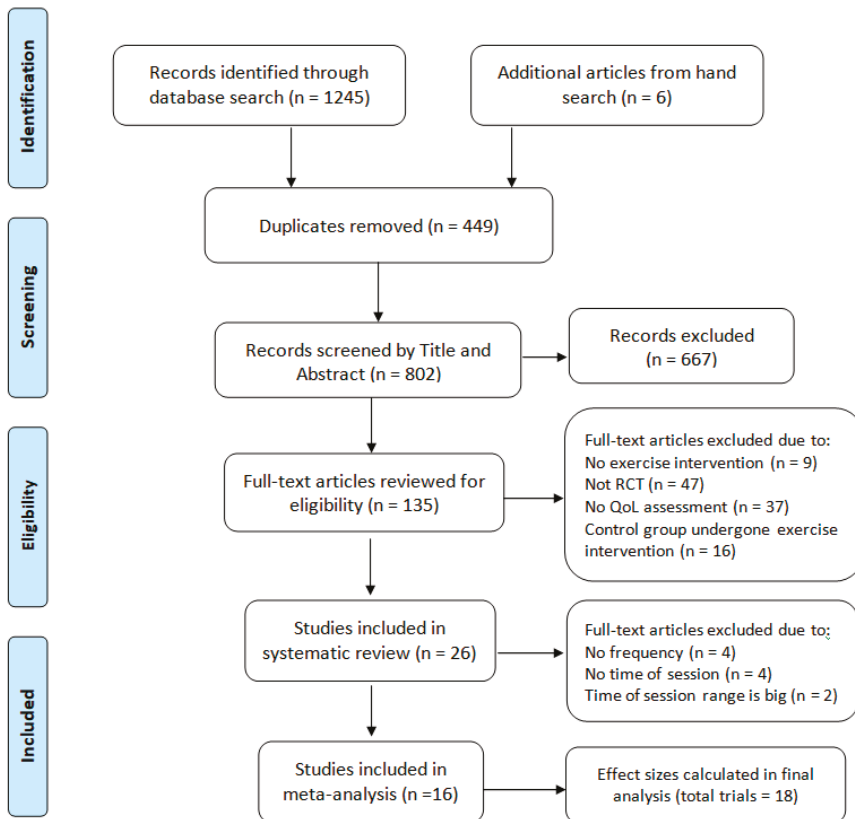 Identification
Records identified through
database search (n = 1245)
Additional articles from hand
search (n = 6)
Duplicates removed (n = 449)
Screening
Records screened by Title and
Abstract (n = 802)
Records excluded
(n = 667)
Eligibility
Full-text articles reviewed for
eligibility (n = 135)
Full-text articles excluded due to:
No exercise intervention (n = 9)
Not RCT (n = 47)
No QoL assessment (n = 37)
Control group undergone exercise
intervention (n = 16)
Included
Studies included in
systematic review (n = 26)
Full-text articles excluded due to:
No frequency (n = 4)
No time of session (n = 4)
Time of session range is big (n = 2)
Studies included in
meta-analysis (n =16)
Effect sizes calculated in final
analysis (total trials = 18)